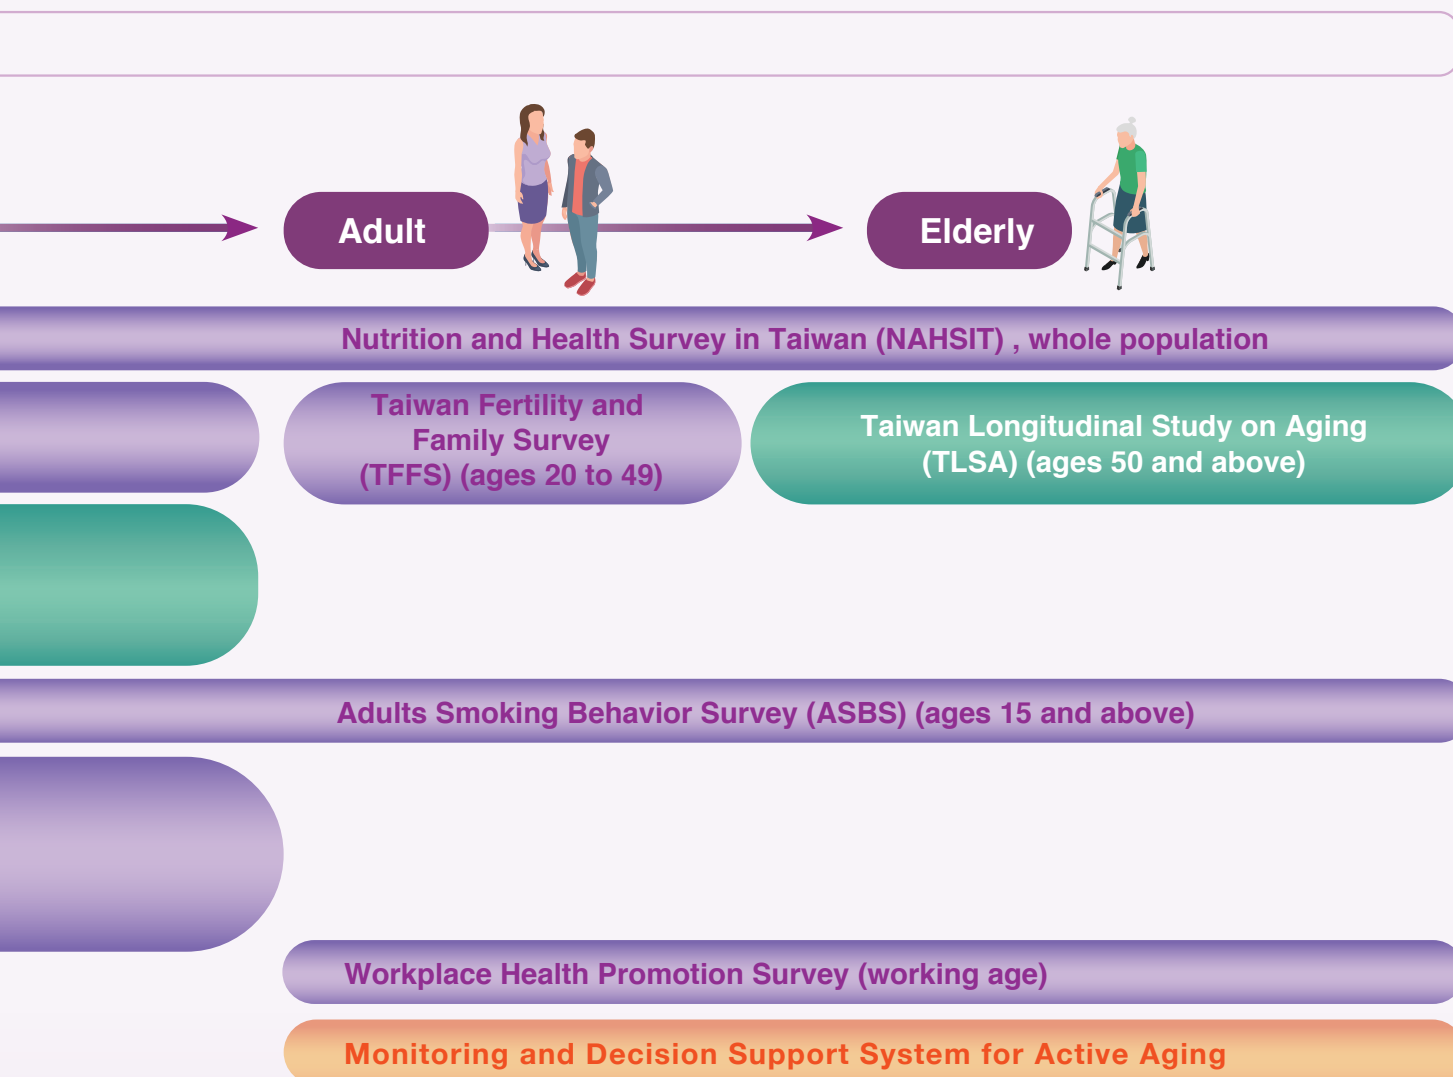 Adult
Elderly
Nutrition and Health Survey in Taiwan (NAHSIT) , whole population
Taiwan Fertility and
Family Survey
(TFFS) (ages 20 to 49)
Taiwan Longitudinal Study on Aging
(TLSA) (ages 50 and above)
Adults Smoking Behavior Survey (ASBS) (ages 15 and above)
Workplace Health Promotion Survey (working age)
Monitoring and Decision Support System for Active Aging